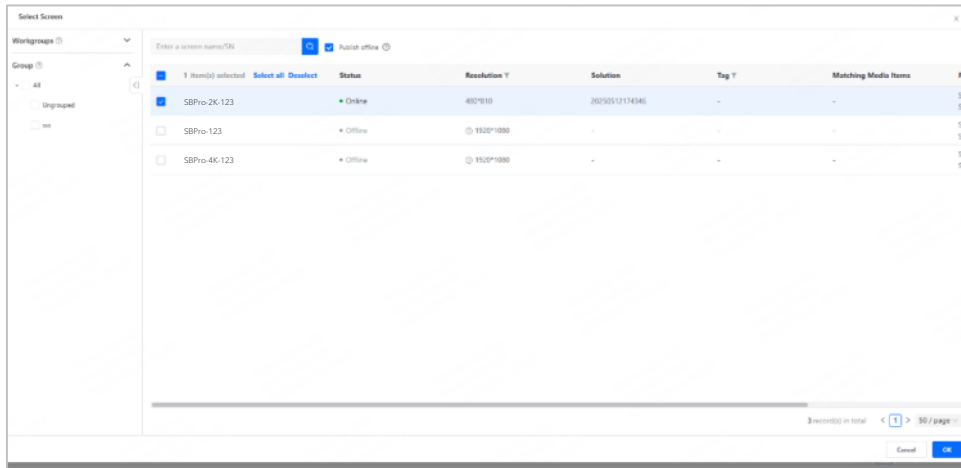 Select Screen
Workgroups
Group
All
Ungrouped
Enter a screen name/SN
Publish offline
1 item(s) selected Select all Deselect Status Resolution Solution Tag Matching Media Items
SBPro-2K-123 Online 492*810 20250512174346 - -
SBPro-123 Offline 1920*1080 - - -
SBPro-4K-123 Offline 1920*1080 - - -
3 record(s) in total < 1 > 50 / page
Cancel OK